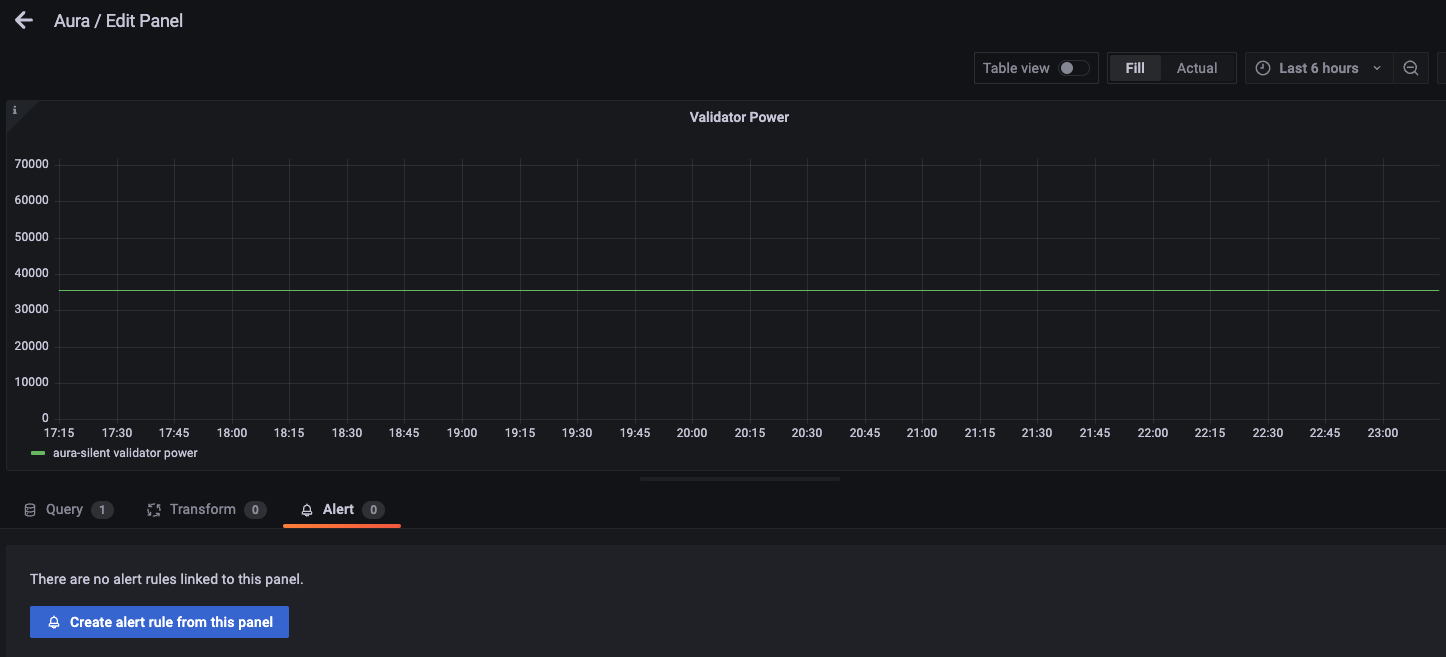 Aura / Edit Panel
Table view Fill Actual Last 6 hours
i
Validator Power
70000
60000
50000
40000
30000
20000
10000
0
17:15 17:30 17:45 18:00 18:15 18:30 18:45 19:00 19:15 19:30 19:45 20:00 20:15 20:30 20:45 21:00 21:15 21:30 21:45 22:00 22:15 22:30 22:45 23:00
aura-silent validator power
Query 1 Transform 0 Alert 0
There are no alert rules linked to this panel.
Create alert rule from this panel